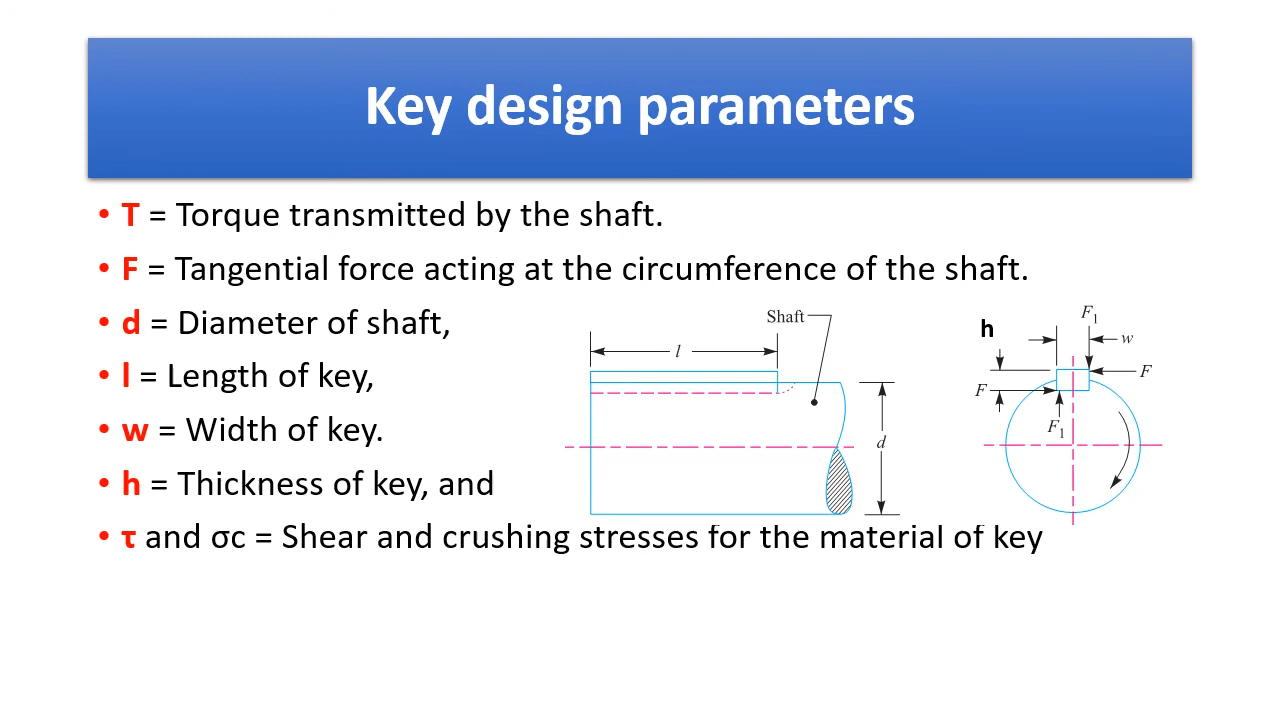 Key design parameters
• T = Torque transmitted by the shaft.
• F = Tangential force acting at the circumference of the shaft.
• d = Diameter of shaft,
• l = Length of key,
• w = Width of key.
• h = Thickness of key, and
• τ and σc = Shear and crushing stresses for the material of key
Shaft
l
d
h
F1
w
F
F
F1